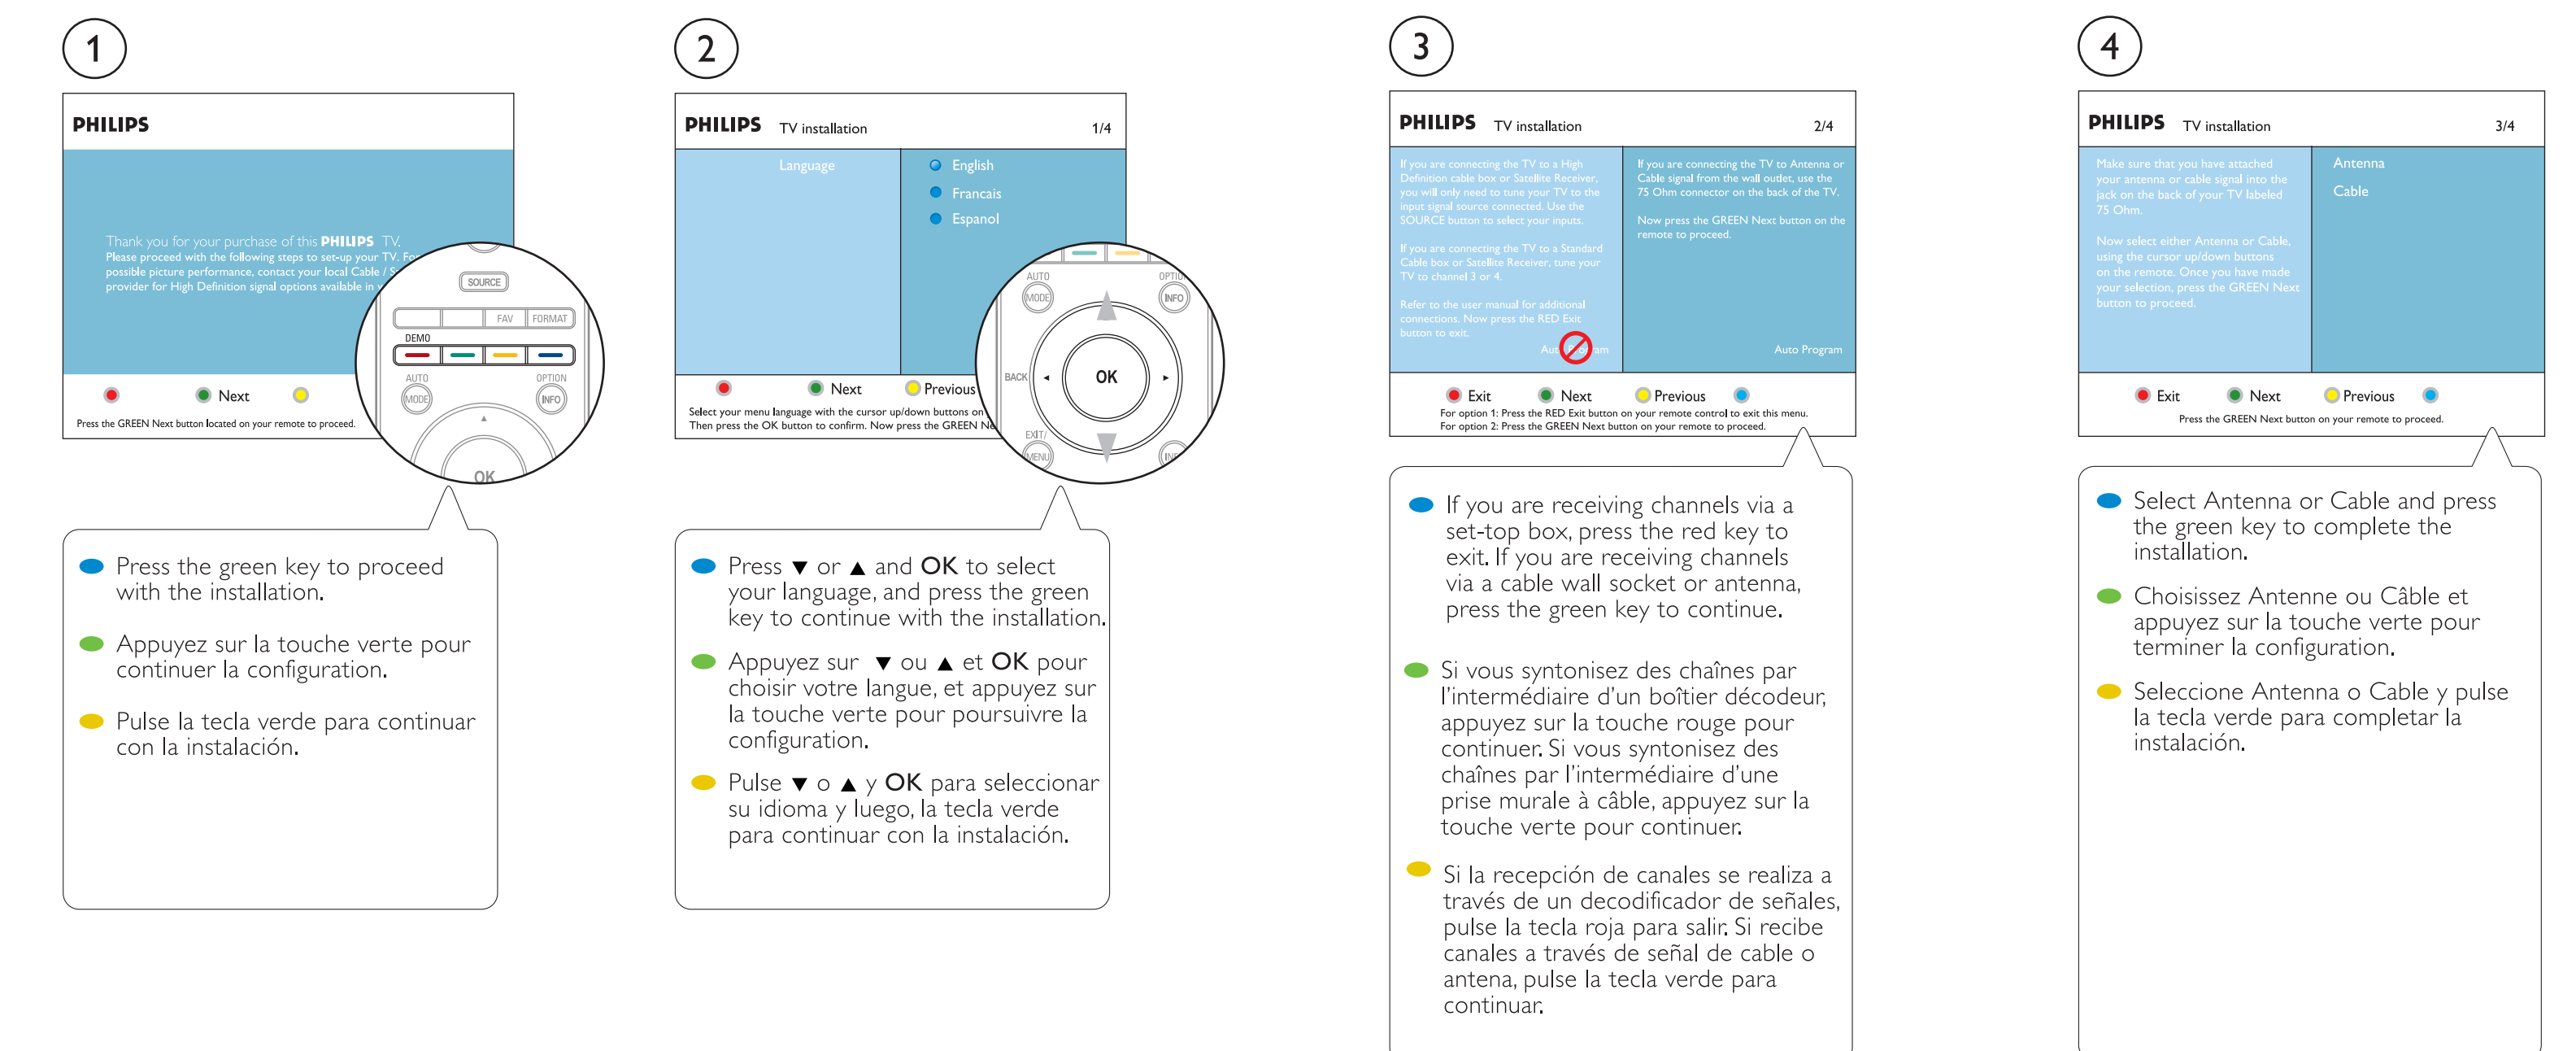 1
PHILIPS
Thank you for your purchase of this PHILIPS TV.
Please proceed with the following steps to set-up your TV. For
possible picture performance, contact your local Cable /
provider for High Definition signal options available in
Next
Press the GREEN Next button located on your remote to proceed.
SOURCE
FAV FORMAT
DEMO
AUTO OPTION
MODE INFO
OK
Press the green key to proceed
with the installation.
Appuyez sur la touche verte pour
continuer la configuration.
Pulse la tecla verde para continuar
con la instalación.
2
PHILIPS TV installation 1/4
Language
English
Francais
Espanol
Next Previous
Select your menu language with the cursor up/down buttons on
Then press the OK button to confirm. Now press the GREEN
AUTO
MODE INFO
BACK ◂ OK ▸
EXIT/
MENU
Press ▼ or ▲ and OK to select
your language, and press the green
key to continue with the installation.
Appuyez sur ▼ ou ▲ et OK pour
choisir votre langue, et appuyez sur
la touche verte pour poursuivre la
configuration.
Pulse ▼ o ▲ y OK para seleccionar
su idioma y luego, la tecla verde
para continuar con la instalación.
3
PHILIPS TV installation 2/4
If you are connecting the TV to a High
Definition cable box or Satellite Receiver,
you will only need to tune your TV to the
input signal source connected. Use the
SOURCE button to select your inputs.
If you are connecting the TV to a Standard
Cable box or Satellite Receiver, tune your
TV to channel 3 or 4.
Refer to the user manual for additional
connections. Now press the RED Exit
button to exit.
Auto Program
If you are connecting the TV to Antenna or
Cable signal from the wall outlet, use the
75 Ohm connector on the back of the TV.
Now press the GREEN Next button on the
remote to proceed.
Auto Program
Exit Next Previous
For option 1: Press the RED Exit button on your remote control to exit this menu.
For option 2: Press the GREEN Next button on your remote to proceed.
If you are receiving channels via a
set-top box, press the red key to
exit. If you are receiving channels
via a cable wall socket or antenna,
press the green key to continue.
Si vous syntonisez des chaînes par
l'intermédiaire d'un boîtier décodeur,
appuyez sur la touche rouge pour
continuer. Si vous syntonisez des
chaînes par l'intermédiaire d'une
prise murale à câble, appuyez sur la
touche verte pour continuer.
Si la recepción de canales se realiza a
través de un decodificador de señales,
pulse la tecla roja para salir. Si recibe
canales a través de señal de cable o
antena, pulse la tecla verde para
continuar.
4
PHILIPS TV installation 3/4
Make sure that you have attached
your antenna or cable signal into the
jack on the back of your TV labeled
75 Ohm.
Now select either Antenna or Cable,
using the cursor up/down buttons
on the remote. Once you have made
your selection, press the GREEN Next
button to proceed.
Antenna
Cable
Exit Next Previous
Press the GREEN Next button on your remote to proceed.
Select Antenna or Cable and press
the green key to complete the
installation.
Choisissez Antenne ou Câble et
appuyez sur la touche verte pour
terminer la configuration.
Seleccione Antenna o Cable y pulse
la tecla verde para completar la
instalación.